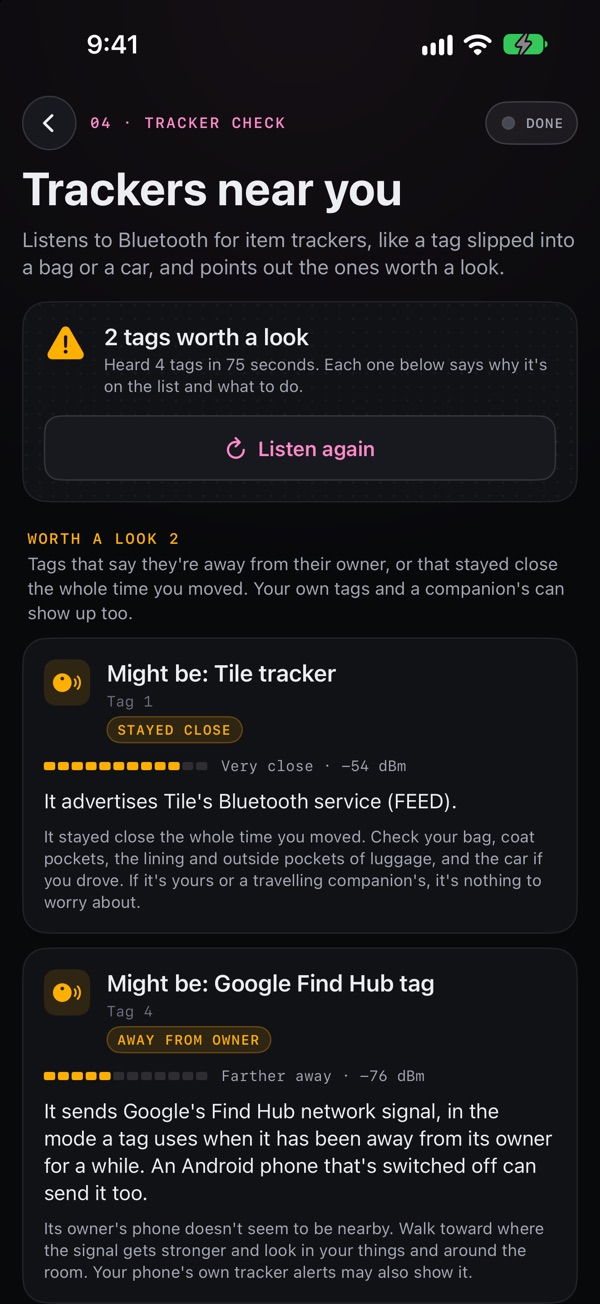 9:41
04 · TRACKER CHECK
DONE
Trackers near you
Listens to Bluetooth for item trackers, like a tag slipped into
a bag or a car, and points out the ones worth a look.
2 tags worth a look
Heard 4 tags in 75 seconds. Each one below says why it's
on the list and what to do.
Listen again
WORTH A LOOK 2
Tags that say they're away from their owner, or that stayed close
the whole time you moved. Your own tags and a companion's can
show up too.
Might be: Tile tracker
Tag 1
STAYED CLOSE
Very close · −54 dBm
It advertises Tile's Bluetooth service (FEED).
It stayed close the whole time you moved. Check your bag, coat
pockets, the lining and outside pockets of luggage, and the car if
you drove. If it's yours or a travelling companion's, it's nothing to
worry about.
Might be: Google Find Hub tag
Tag 4
AWAY FROM OWNER
Farther away · −76 dBm
It sends Google's Find Hub network signal, in the
mode a tag uses when it has been away from its owner
for a while. An Android phone that's switched off can
send it too.
Its owner's phone doesn't seem to be nearby. Walk toward where
the signal gets stronger and look in your things and around the
room. Your phone's own tracker alerts may also show it.